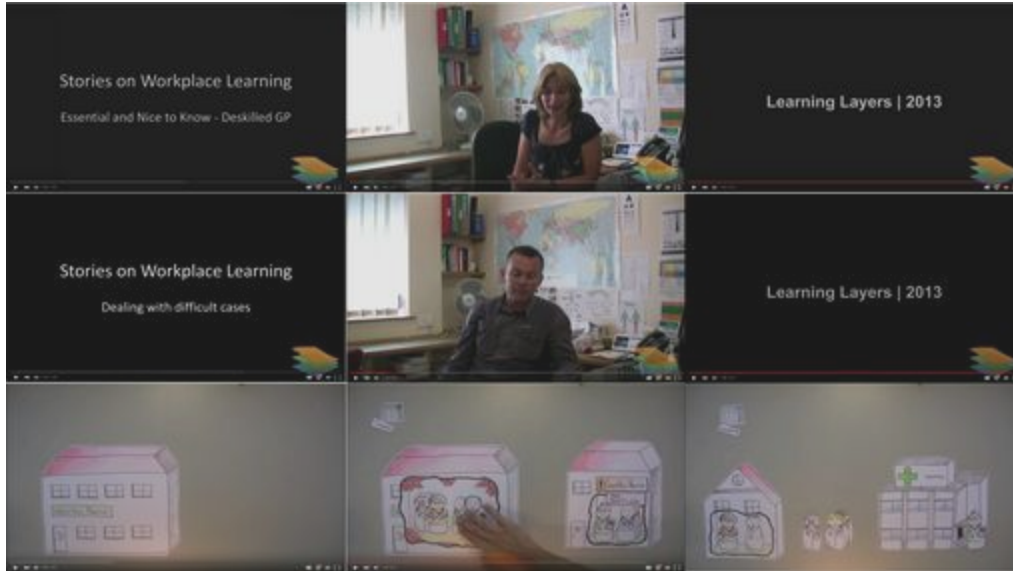 Stories on Workplace Learning
Essential and Nice to Know - Deskilled GP
Learning Layers | 2013
Stories on Workplace Learning
Dealing with difficult cases
Learning Layers | 2013